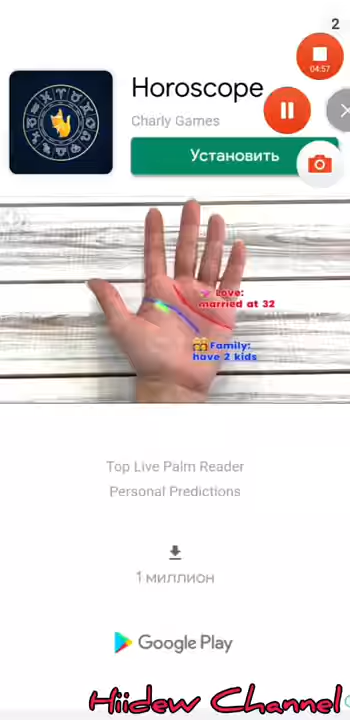 2
04:57
Horoscope
Charly Games
Установить
Love:
married at 32
Family:
have 2 kids
Top Live Palm Reader
Personal Predictions
1 миллион
Google Play
Hiidew Channel